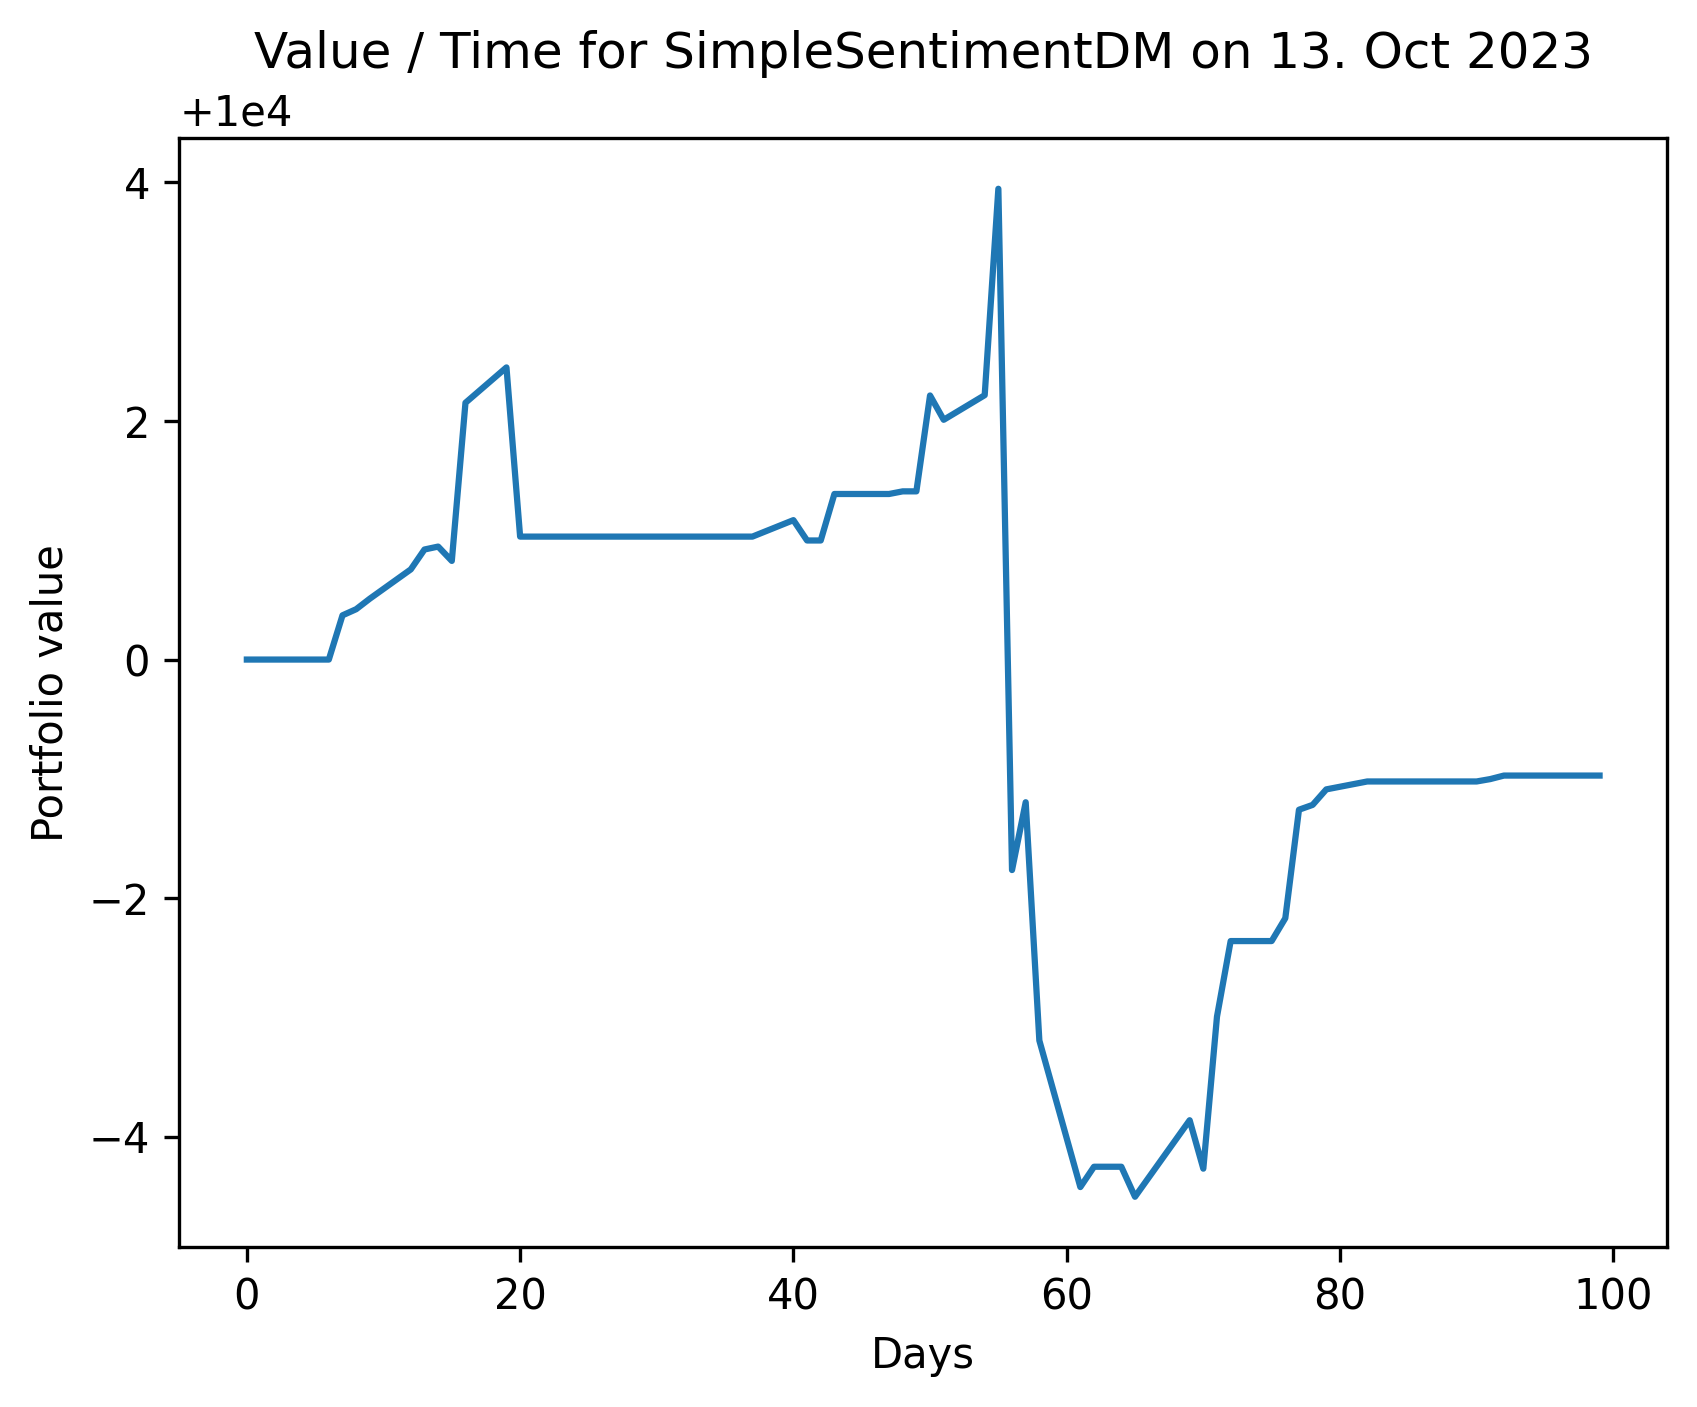 Value / Time for SimpleSentimentDM on 13. Oct 2023
+1e4
4
2
0
−2
−4
Portfolio value
0 20 40 60 80 100
Days